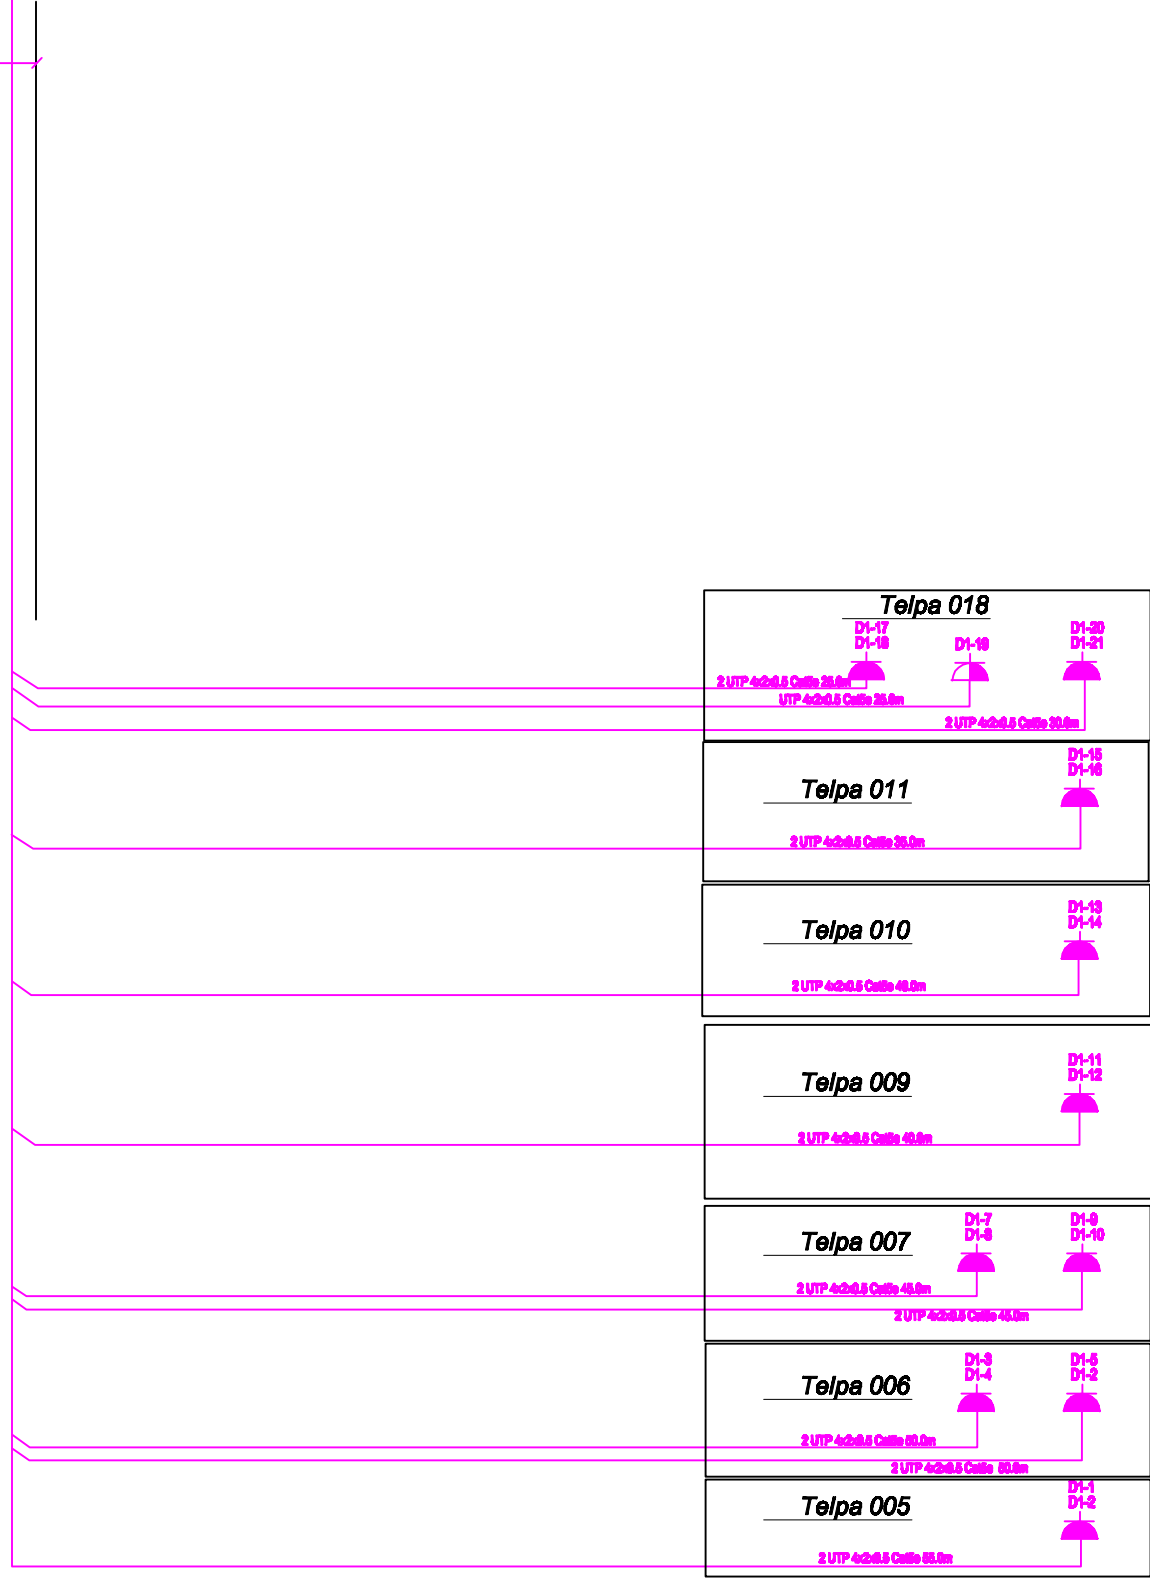 Telpa 018
D1-17
D1-18
D1-19
D1-20
D1-21
2 UTP 4x2x0.5 Cat5e 25.0m
UTP 4x2x0.5 Cat5e 25.0m
2 UTP 4x2x0.5 Cat5e 30.0m
D1-15
D1-16
Telpa 011
2 UTP 4x2x0.5 Cat5e 35.0m
D1-13
D1-14
Telpa 010
2 UTP 4x2x0.5 Cat5e
D1-11
D1-12
Telpa 009
2 UTP 4x2x0.5 Cat5e 40.0m
D1-7
D1-8
D1-9
D1-10
Telpa 007
2 UTP 4x2x0.5 Cat5e 45.0m
2 UTP 4x2x0.5 Cat5e 45.0m
D1-3
D1-4
D1-5
D1-2
Telpa 006
2 UTP 4x2x0.5 Cat5e 50.0m
2 UTP 4x2x0.5 Cat5e 50.0m
D1-1
D1-2
Telpa 005
2 UTP 4x2x0.5 Cat5e 55.0m